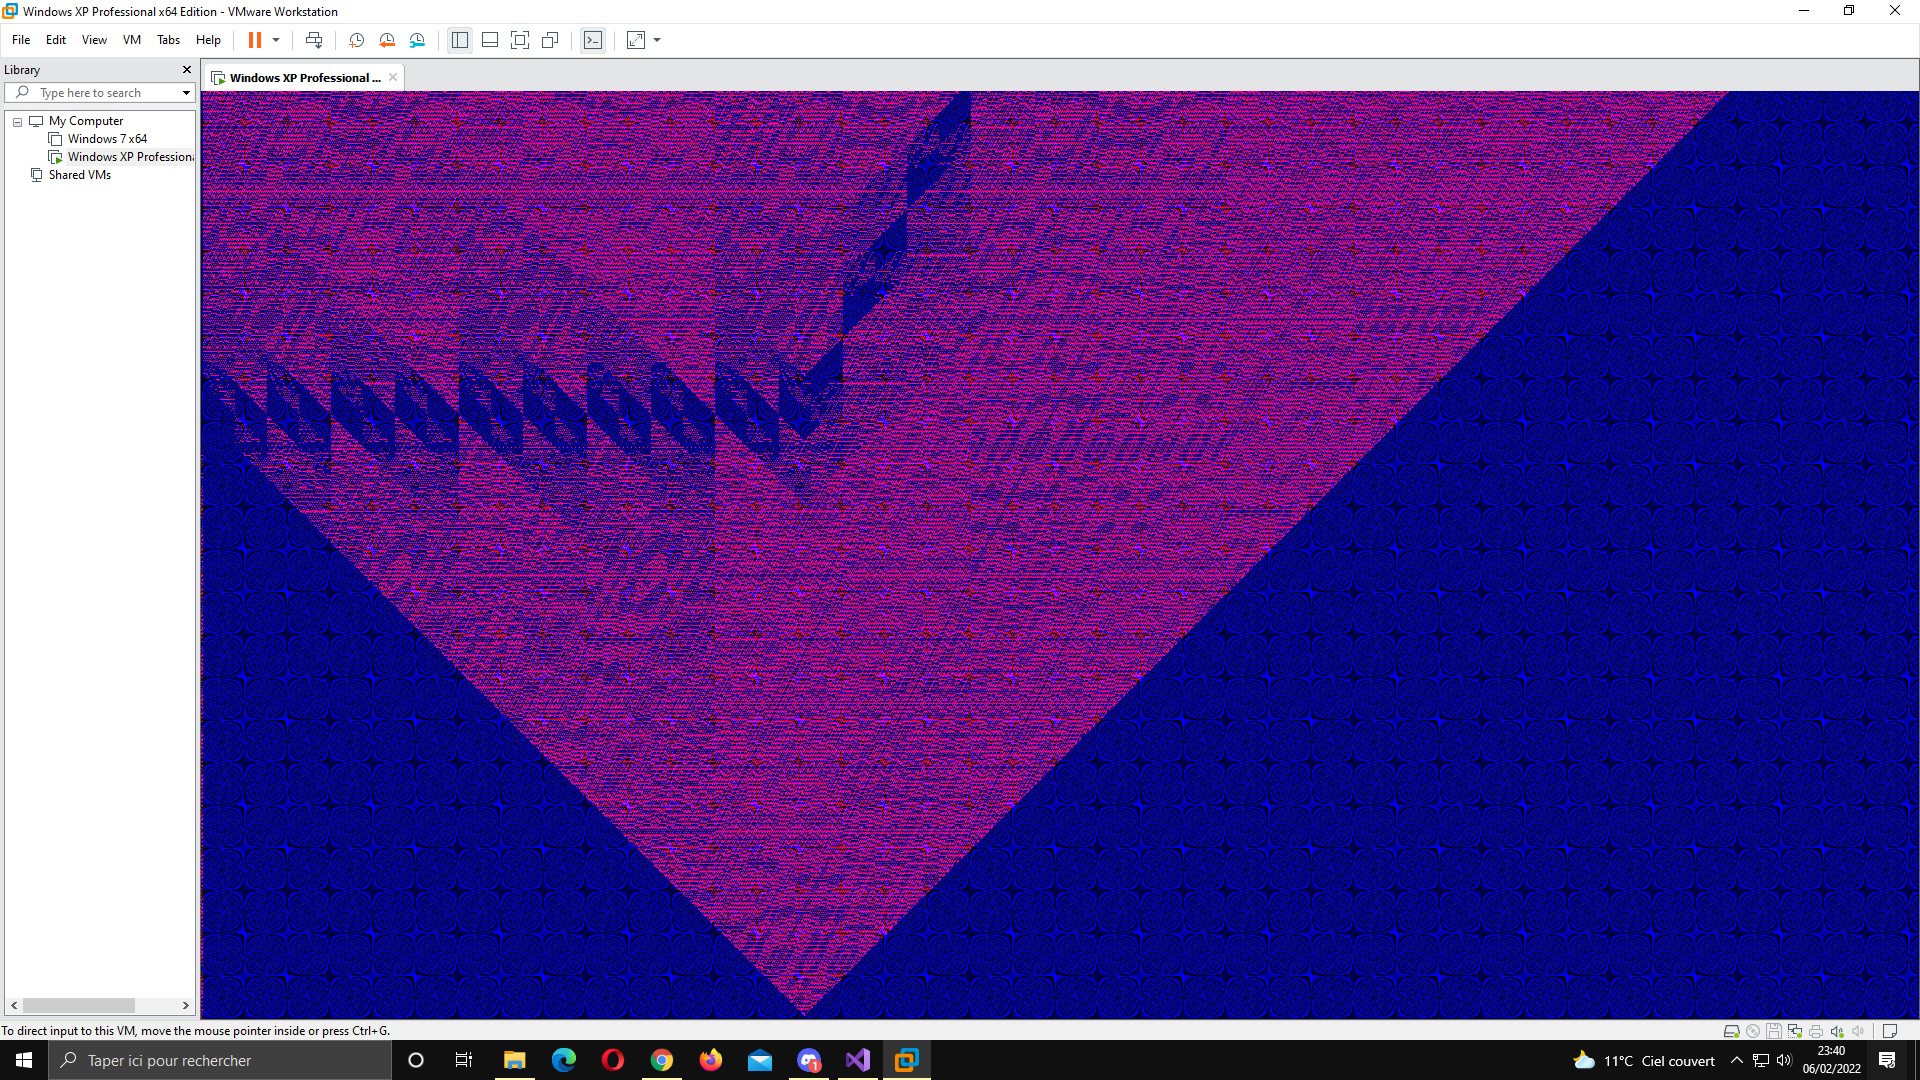 Windows XP Professional x64 Edition - VMware Workstation
File Edit View VM Tabs Help
Library
Windows XP Professional ...
Type here to search
My Computer
Windows 7 x64
Windows XP Professiona
Shared VMs
To direct input to this VM, move the mouse pointer inside or press Ctrl+G.
Taper ici pour rechercher
1
11°C Ciel couvert
23:40
06/02/2022